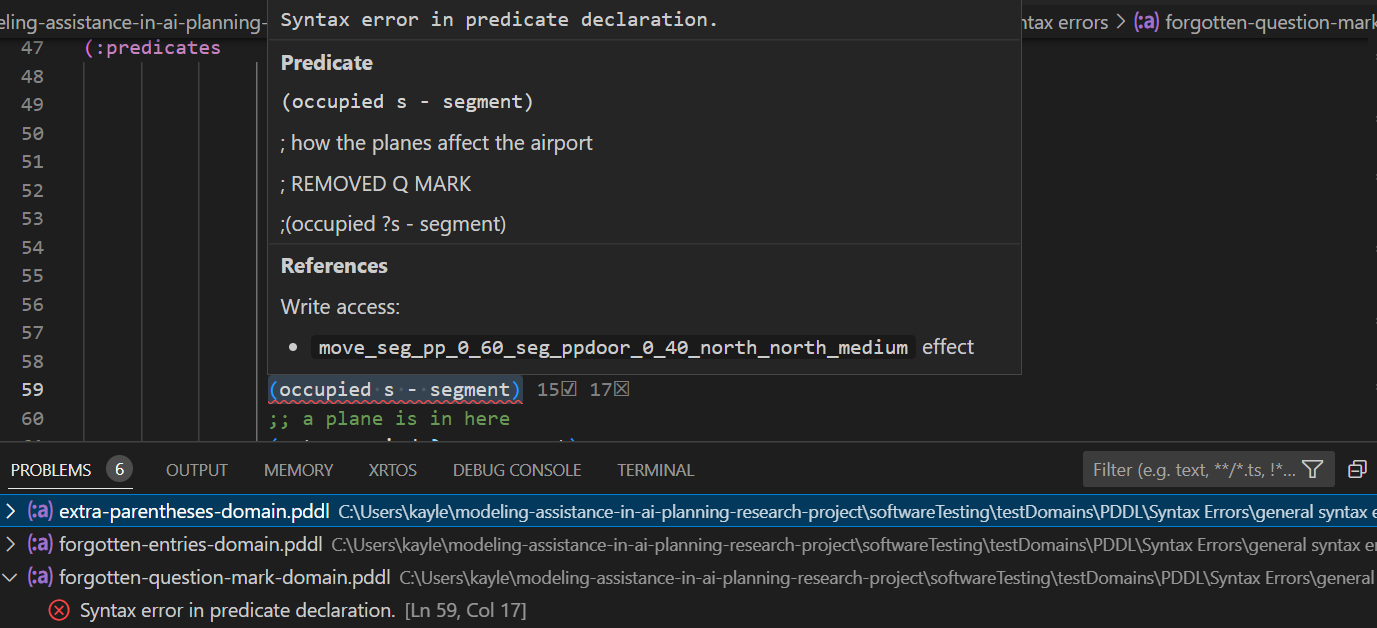 eling-assistance-in-ai-planning-
ntax errors > (:a) forgotten-question-mark
Syntax error in predicate declaration.
Predicate
(occupied s - segment)
; how the planes affect the airport
; REMOVED Q MARK
;(occupied ?s - segment)
References
Write access:
• move_seg_pp_0_60_seg_ppdoor_0_40_north_north_medium effect
47 (:predicates
48
49
50
51
52
53
54
55
56
57
58
59 (occupied s - segment) 15☑ 17☒
60 ;; a plane is in here
PROBLEMS 6 OUTPUT MEMORY XRTOS DEBUG CONSOLE TERMINAL Filter (e.g. text, **/*.ts, !*...
(:a) extra-parentheses-domain.pddl C:\Users\kayle\modeling-assistance-in-ai-planning-research-project\softwareTesting\testDomains\PDDL\Syntax Errors\general syntax e
(:a) forgotten-entries-domain.pddl C:\Users\kayle\modeling-assistance-in-ai-planning-research-project\softwareTesting\testDomains\PDDL\Syntax Errors\general syntax er
(:a) forgotten-question-mark-domain.pddl C:\Users\kayle\modeling-assistance-in-ai-planning-research-project\softwareTesting\testDomains\PDDL\Syntax Errors\general
Syntax error in predicate declaration. [Ln 59, Col 17]